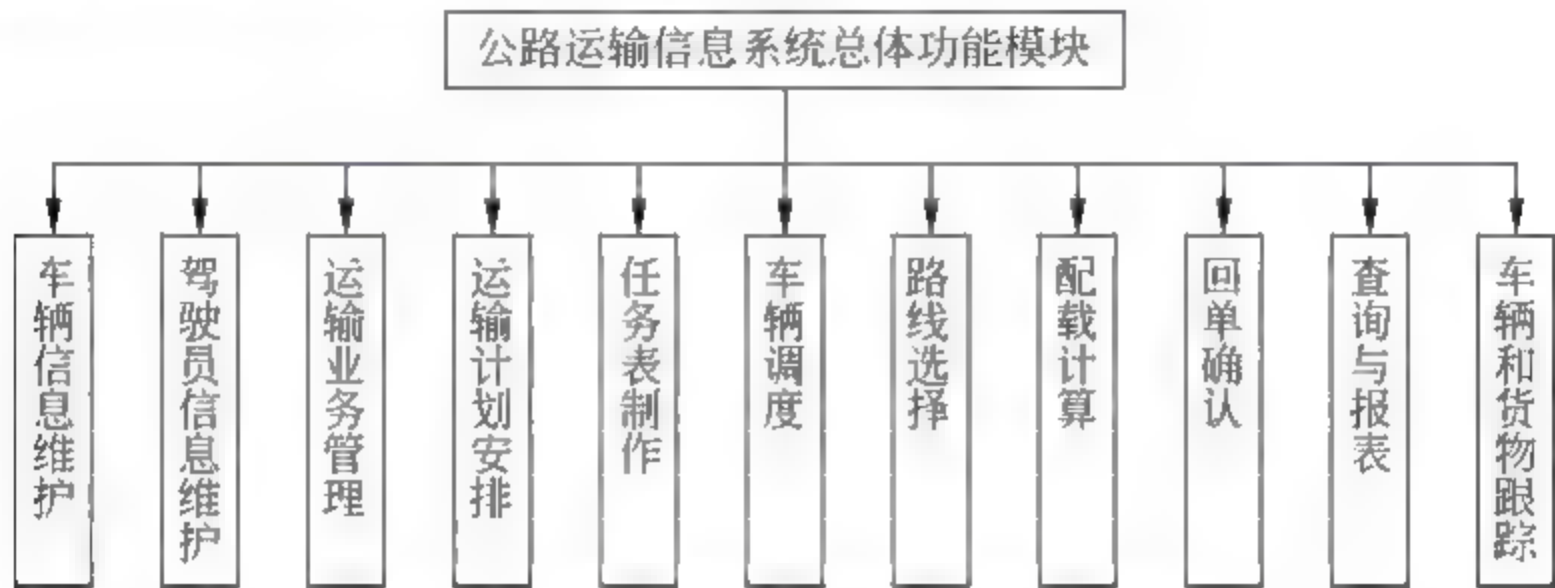 公路运输信息系统总体功能模块
车辆信息维护
驾驶员信息维护
运输业务管理
运输计划安排
任务表制作
车辆调度
路线选择
配载计算
回单确认
查询与报表
车辆和货物跟踪